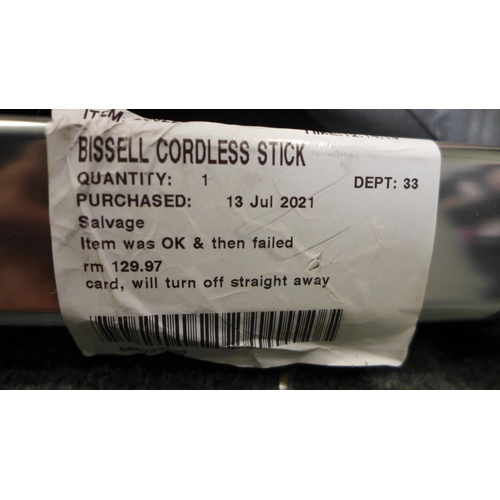 ITEM:
BISSELL CORDLESS STICK
QUANTITY: 1 DEPT: 33
PURCHASED: 13 Jul 2021
Salvage
Item was OK & then failed
rm 129.97
card, will turn off straight away